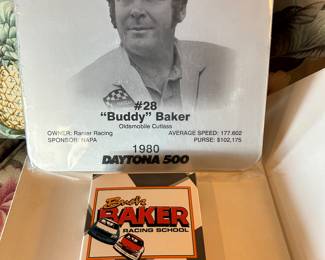 #28
"Buddy" Baker
Oldsmobile Cutlass
OWNER: Ranier Racing AVERAGE SPEED: 177.602
SPONSOR: NAPA PURSE: $102,175
1980
DAYTONA 500
Buck
BAKER
RACING SCHOOL